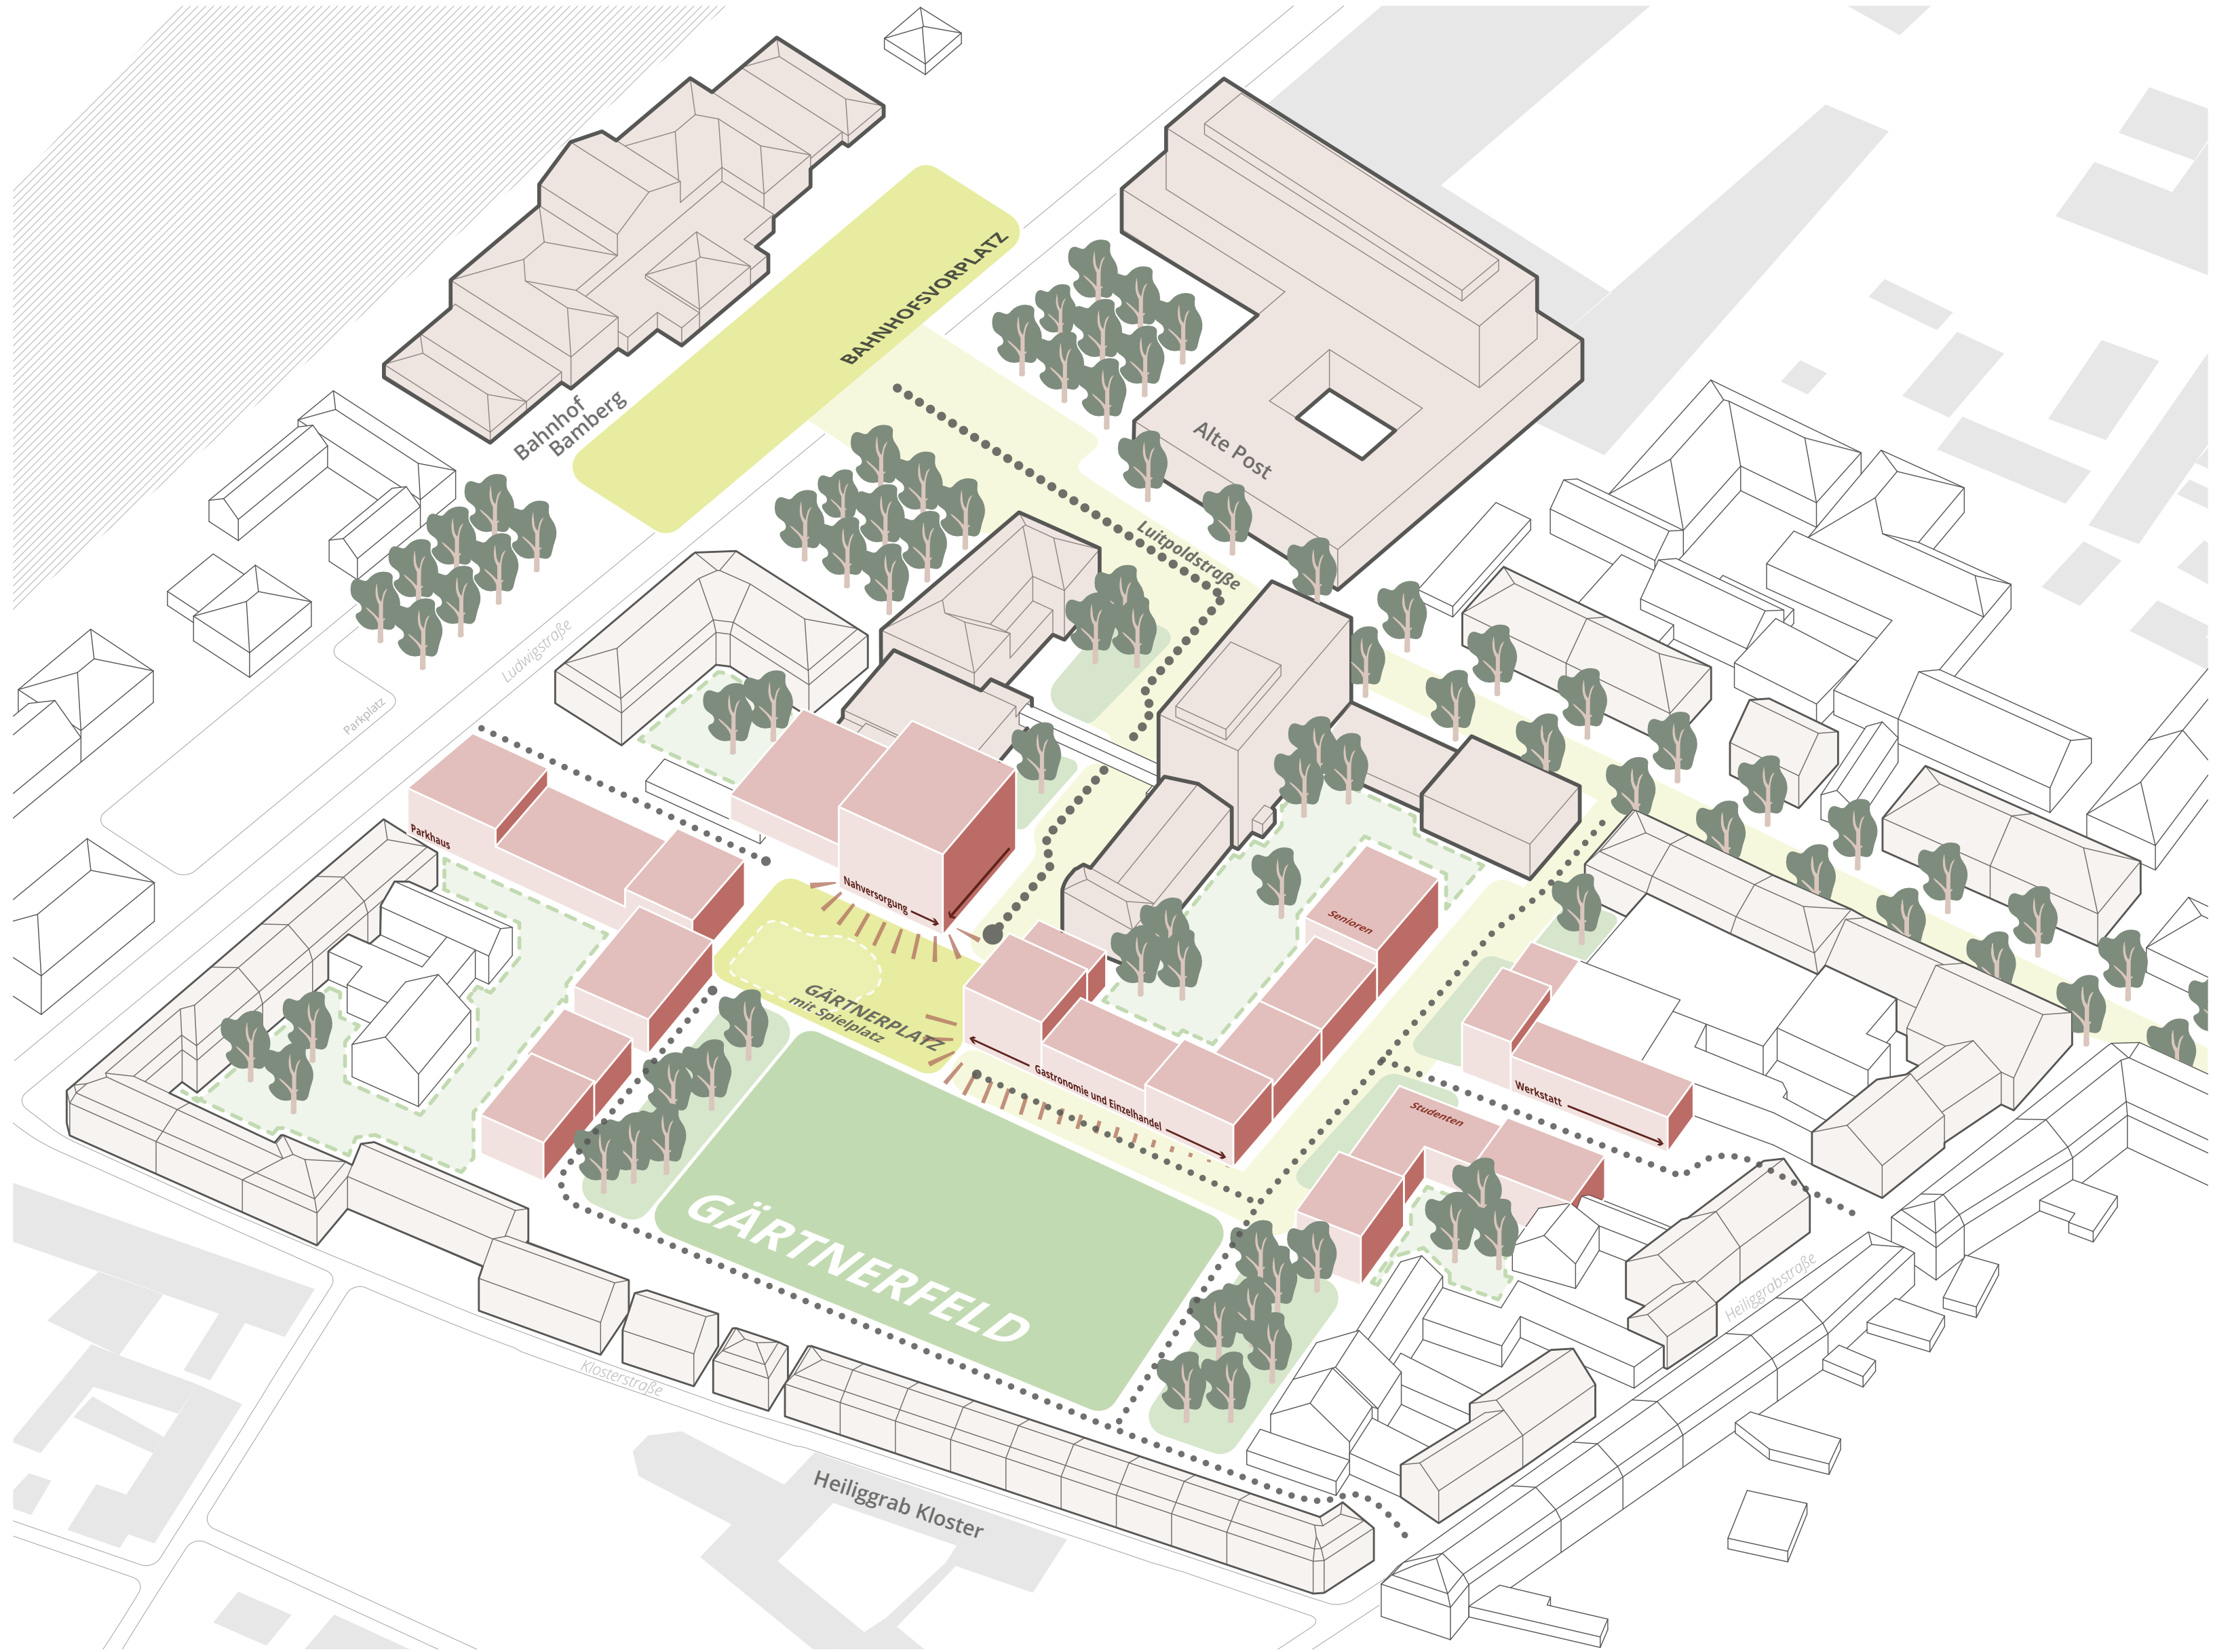 BAHNHOFSVORPLATZ
Bahnhof
Bamberg
Alte Post
Luitpoldstraße
Ludwigstraße
Parkplatz
Parkhaus
Nahversorgung
Senioren
GÄRTNERPLATZ
mit Spielplatz
Gastronomie und Einzelhandel
Werkstatt
Studenten
GÄRTNERFELD
Heiliggrabstraße
Klosterstraße
Heiliggrab Kloster